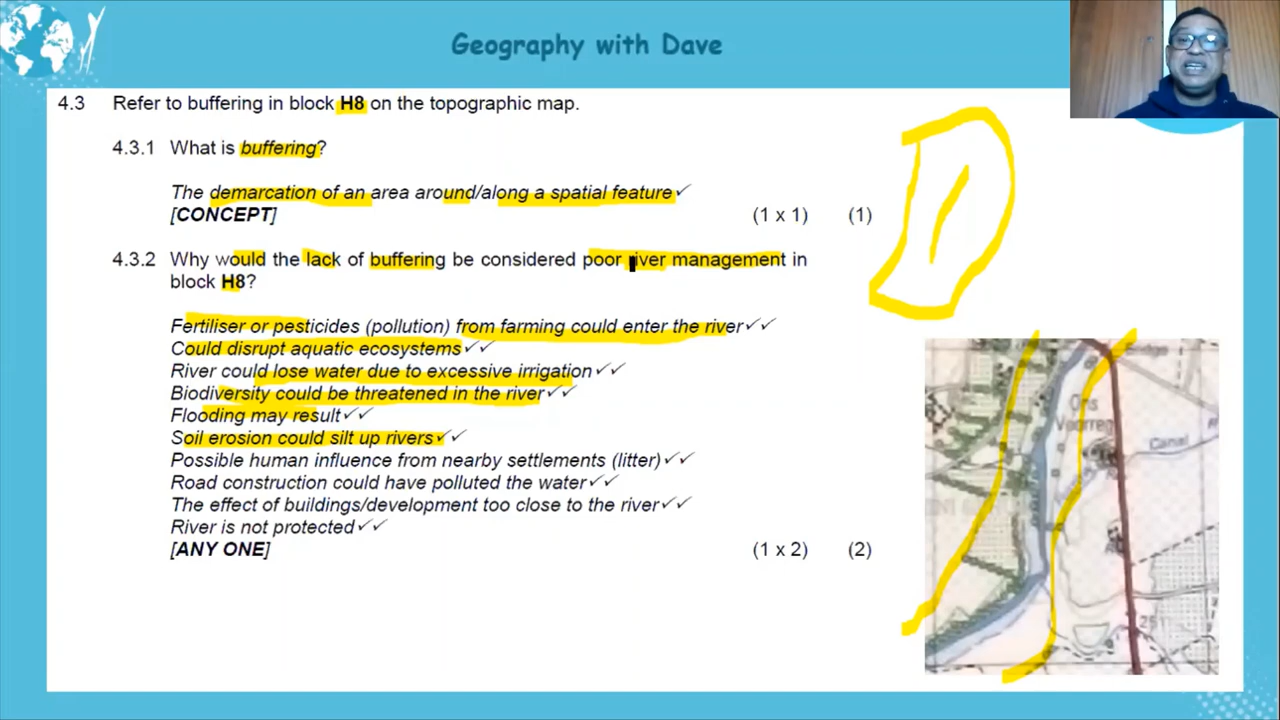 Geography with Dave
4.3 Refer to buffering in block H8 on the topographic map.
4.3.1 What is buffering?
The demarcation of an area around/along a spatial feature✓
[CONCEPT] (1 x 1) (1)
4.3.2 Why would the lack of buffering be considered poor river management in
block H8?
Fertiliser or pesticides (pollution) from farming could enter the river✓✓
Could disrupt aquatic ecosystems✓✓
River could lose water due to excessive irrigation✓✓
Biodiversity could be threatened in the river✓✓
Flooding may result✓✓
Soil erosion could silt up rivers✓✓
Possible human influence from nearby settlements (litter)✓✓
Road construction could have polluted the water✓✓
The effect of buildings/development too close to the river✓✓
River is not protected✓✓
[ANY ONE] (1 x 2) (2)
Ons
Voorreg
Canal